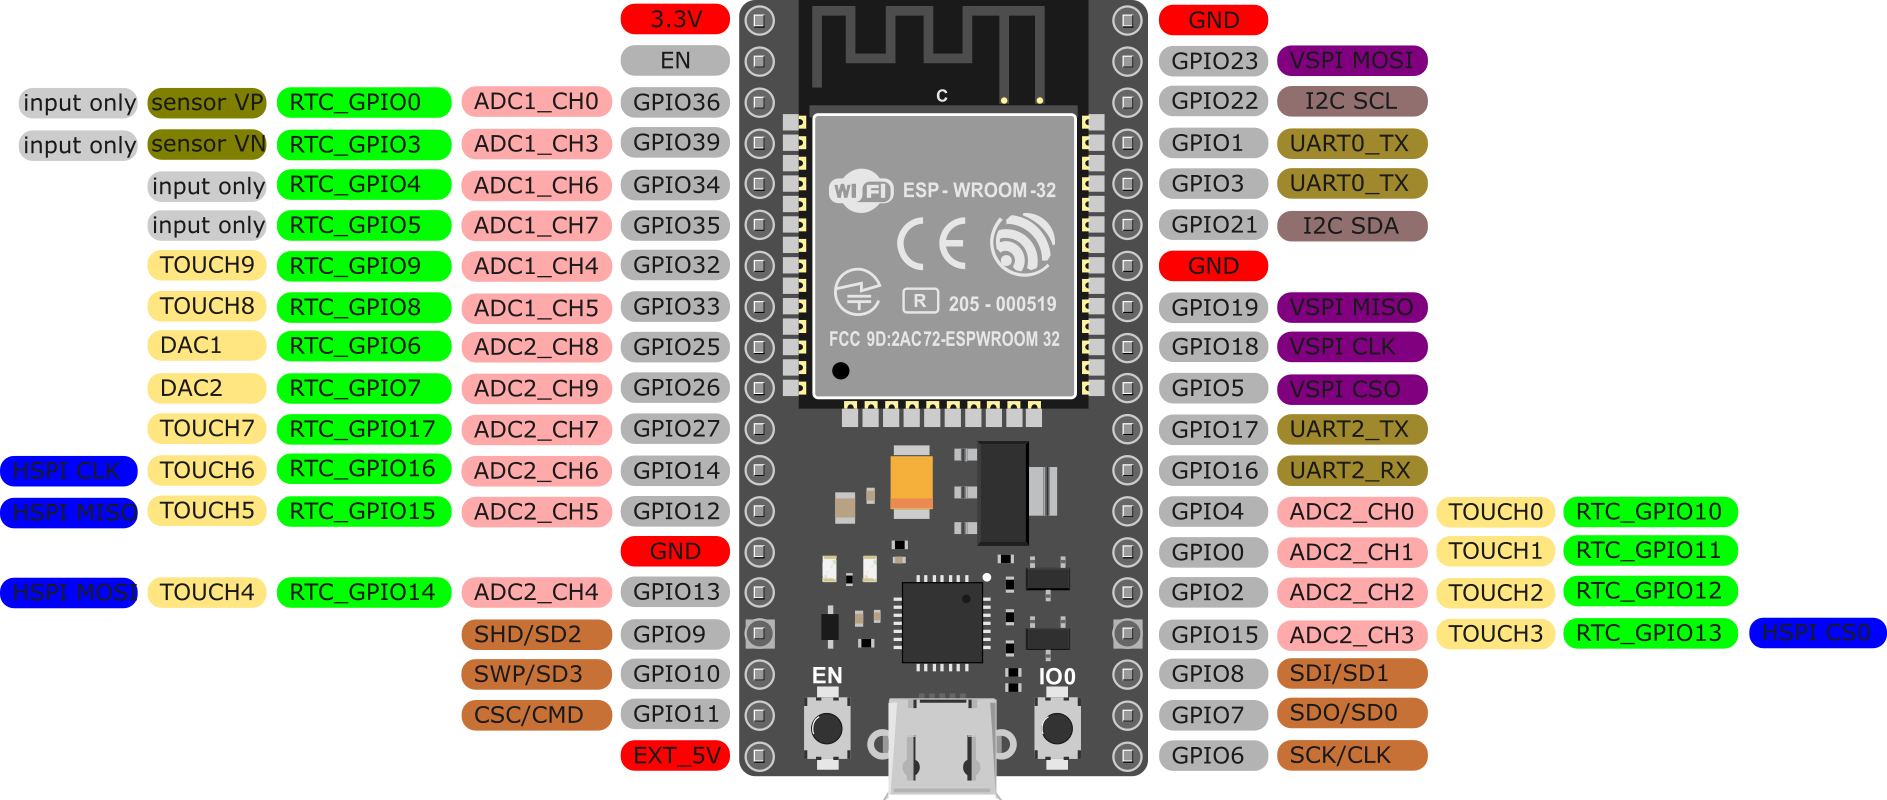 3.3V GND
EN GPIO23 VSPI MOSI
input only sensor VP RTC_GPIO0 ADC1_CH0 GPIO36 C GPIO22 I2C SCL
input only sensor VN RTC_GPIO3 ADC1_CH3 GPIO39 GPIO1 UART0_TX
input only RTC_GPIO4 ADC1_CH6 GPIO34 WI FI ESP - WROOM -32 GPIO3 UART0_TX
input only RTC_GPIO5 ADC1_CH7 GPIO35 CE GPIO21 I2C SDA
TOUCH9 RTC_GPIO9 ADC1_CH4 GPIO32 GND
TOUCH8 RTC_GPIO8 ADC1_CH5 GPIO33 R 205 - 000519 GPIO19 VSPI MISO
DAC1 RTC_GPIO6 ADC2_CH8 GPIO25 FCC 9D:2AC72-ESPWROOM 32 GPIO18 VSPI CLK
DAC2 RTC_GPIO7 ADC2_CH9 GPIO26 GPIO5 VSPI CSO
TOUCH7 RTC_GPIO17 ADC2_CH7 GPIO27 GPIO17 UART2_TX
HSPI CLK TOUCH6 RTC_GPIO16 ADC2_CH6 GPIO14 GPIO16 UART2_RX
HSPI MISO TOUCH5 RTC_GPIO15 ADC2_CH5 GPIO12 GPIO4 ADC2_CH0 TOUCH0 RTC_GPIO10
GND GPIO0 ADC2_CH1 TOUCH1 RTC_GPIO11
HSPI MOSI TOUCH4 RTC_GPIO14 ADC2_CH4 GPIO13 GPIO2 ADC2_CH2 TOUCH2 RTC_GPIO12
SHD/SD2 GPIO9 GPIO15 ADC2_CH3 TOUCH3 RTC_GPIO13 HSPI CS0
SWP/SD3 GPIO10 EN IO0 GPIO8 SDI/SD1
CSC/CMD GPIO11 GPIO7 SDO/SD0
EXT_5V GPIO6 SCK/CLK